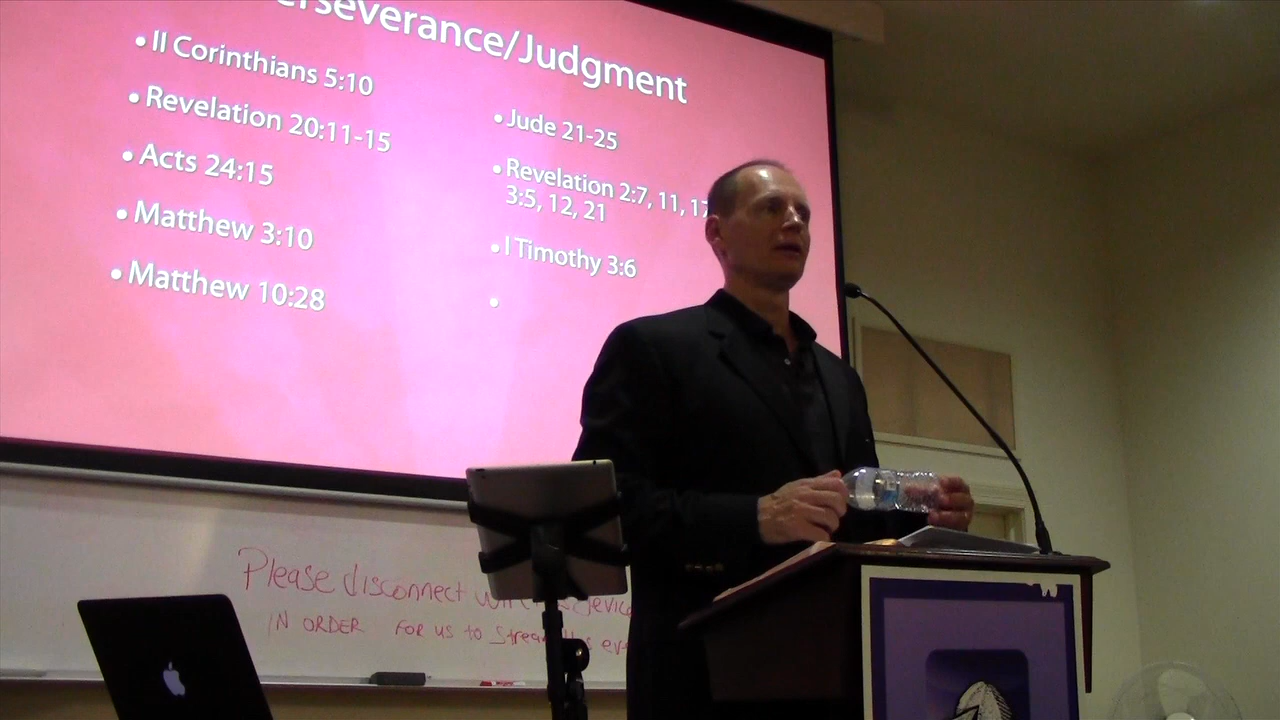 erseverance/Judgment
• II Corinthians 5:10
• Revelation 20:11-15
• Acts 24:15
• Matthew 3:10
• Matthew 10:28
• Jude 21-25
• Revelation 2:7, 11, 17
3:5, 12, 21
• I Timothy 3:6
•
Please disconnect
IN ORDER FOR US to Stream